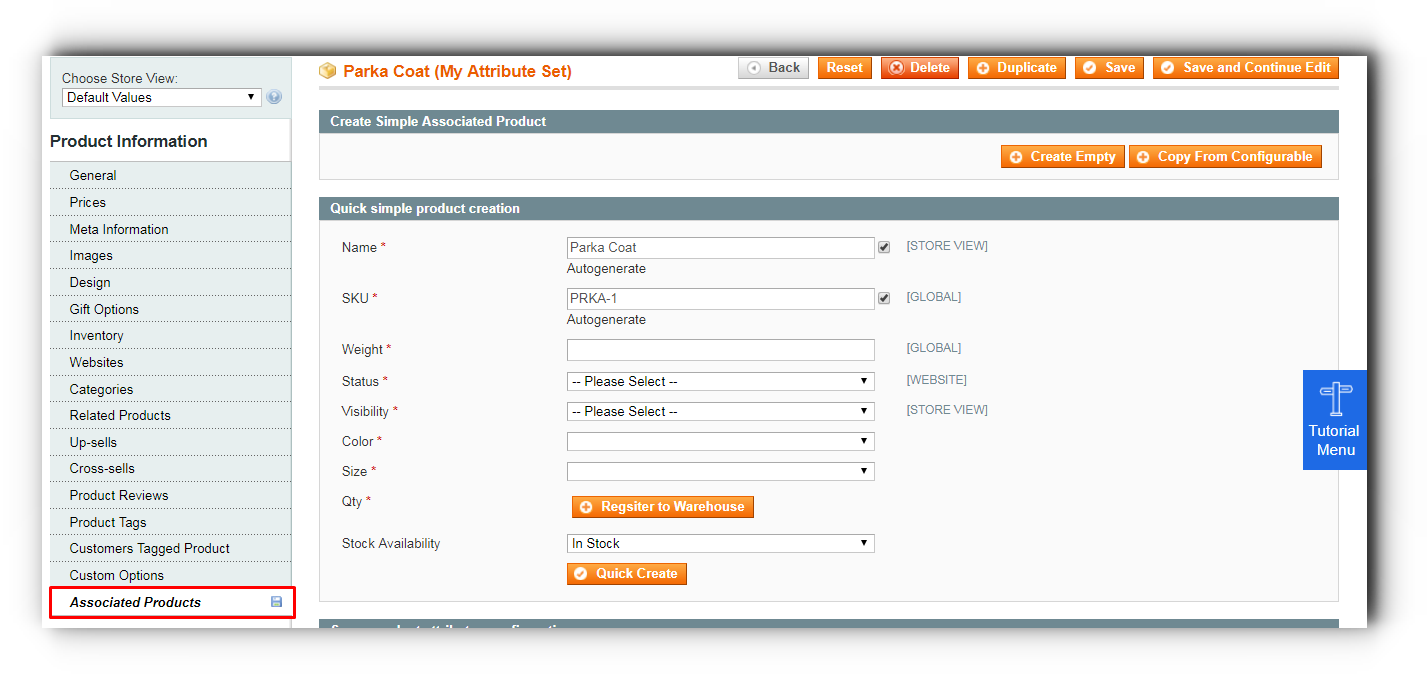 Choose Store View:
Default Values
Product Information
General
Prices
Meta Information
Images
Design
Gift Options
Inventory
Websites
Categories
Related Products
Up-sells
Cross-sells
Product Reviews
Product Tags
Customers Tagged Product
Custom Options
Associated Products
Parka Coat (My Attribute Set)
Back Reset Delete Duplicate Save Save and Continue Edit
Create Simple Associated Product
Create Empty Copy From Configurable
Quick simple product creation
Name * Parka Coat [STORE VIEW]
Autogenerate
SKU * PRKA-1 [GLOBAL]
Autogenerate
Weight * [GLOBAL]
Status * -- Please Select -- [WEBSITE]
Visibility * -- Please Select -- [STORE VIEW]
Color *
Size *
Qty * Regsiter to Warehouse
Stock Availability In Stock
Quick Create
Tutorial
Menu